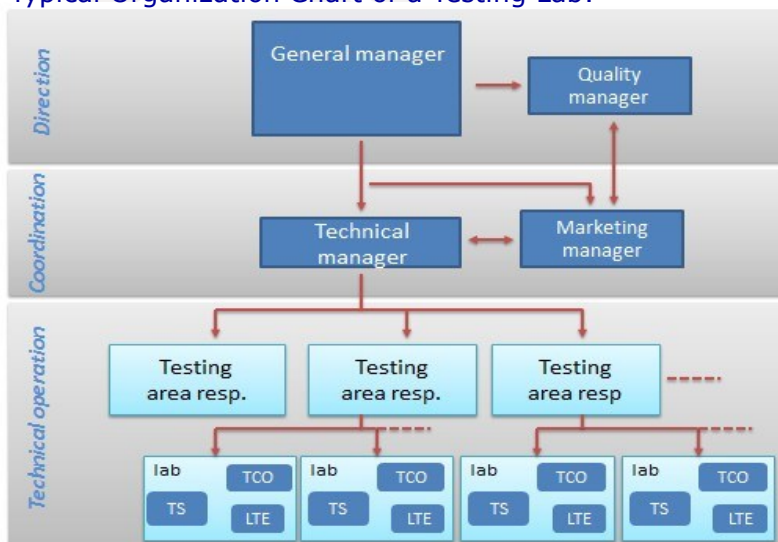 Typical Organization Chart of a Testing Lab:
Direction
General manager
Quality
manager
Coordination
Technical
manager
Marketing
manager
Technical operation
Testing
area resp.
Testing
area resp.
Testing
area resp
lab
TCO
TS
LTE
lab
TCO
TS
LTE
lab
TCO
TS
LTE
lab
TCO
TS
LTE